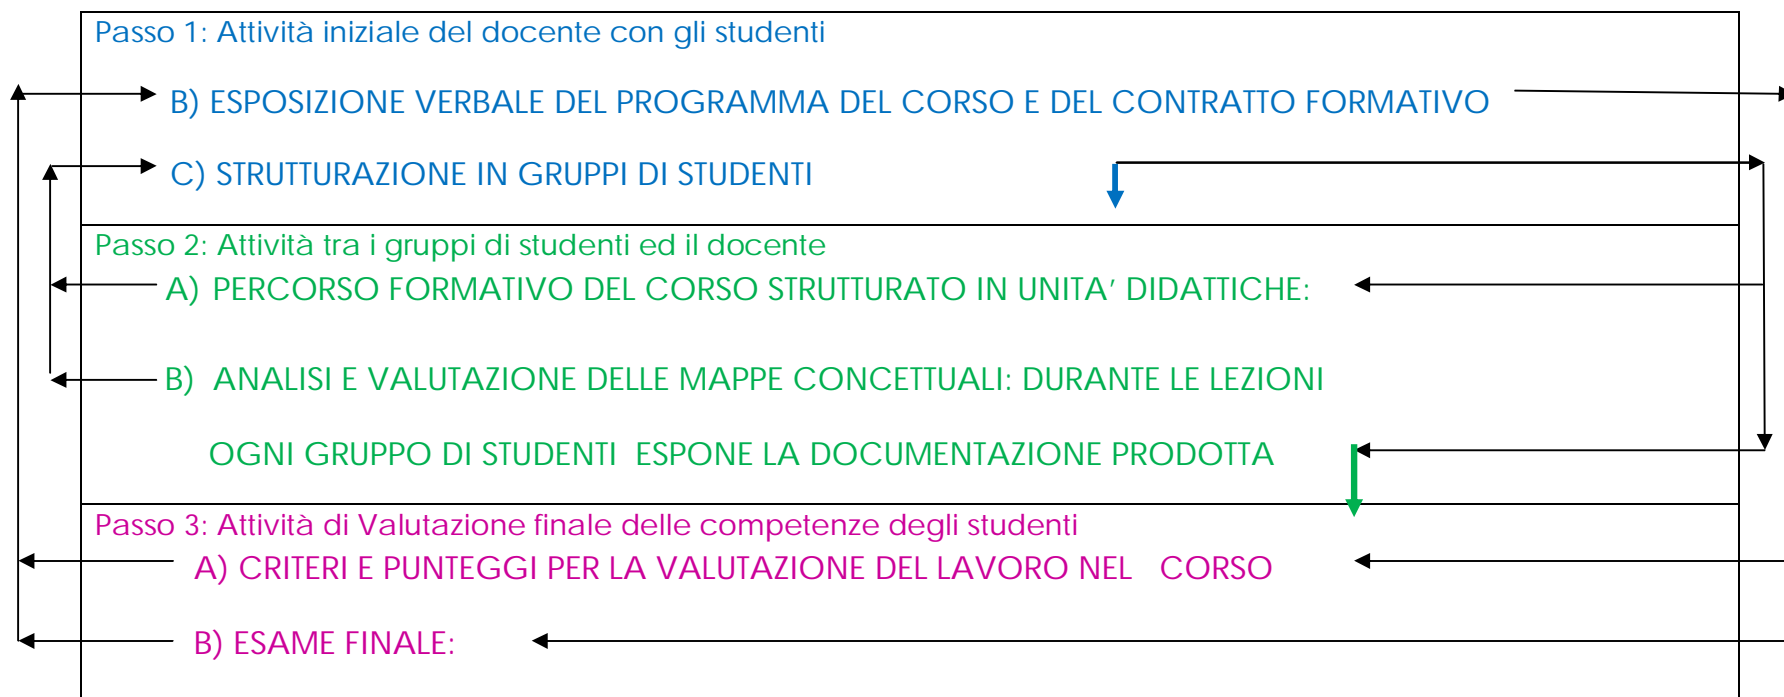 Passo 1: Attività iniziale del docente con gli studenti
B) ESPOSIZIONE VERBALE DEL PROGRAMMA DEL CORSO E DEL CONTRATTO FORMATIVO
C) STRUTTURAZIONE IN GRUPPI DI STUDENTI
Passo 2: Attività tra i gruppi di studenti ed il docente
A) PERCORSO FORMATIVO DEL CORSO STRUTTURATO IN UNITA’ DIDATTICHE:
B) ANALISI E VALUTAZIONE DELLE MAPPE CONCETTUALI: DURANTE LE LEZIONI
OGNI GRUPPO DI STUDENTI ESPONE LA DOCUMENTAZIONE PRODOTTA
Passo 3: Attività di Valutazione finale delle competenze degli studenti
A) CRITERI E PUNTEGGI PER LA VALUTAZIONE DEL LAVORO NEL CORSO
B) ESAME FINALE: